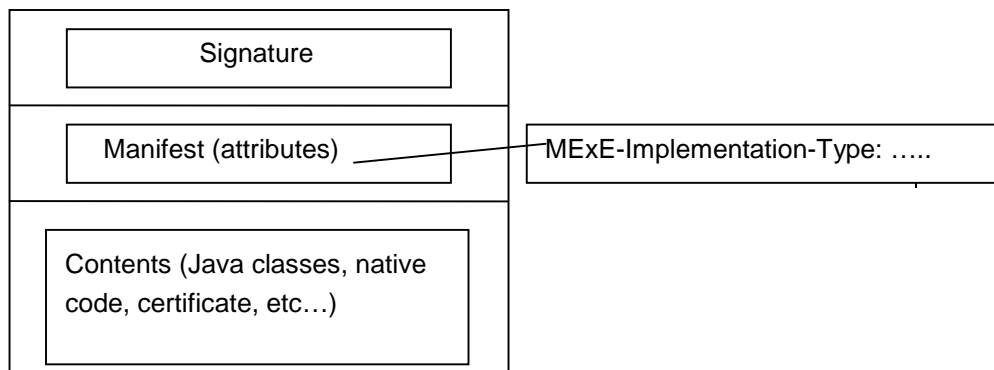 Signature
Manifest (attributes)
MExE-Implementation-Type: …..
Contents (Java classes, native
code, certificate, etc…)